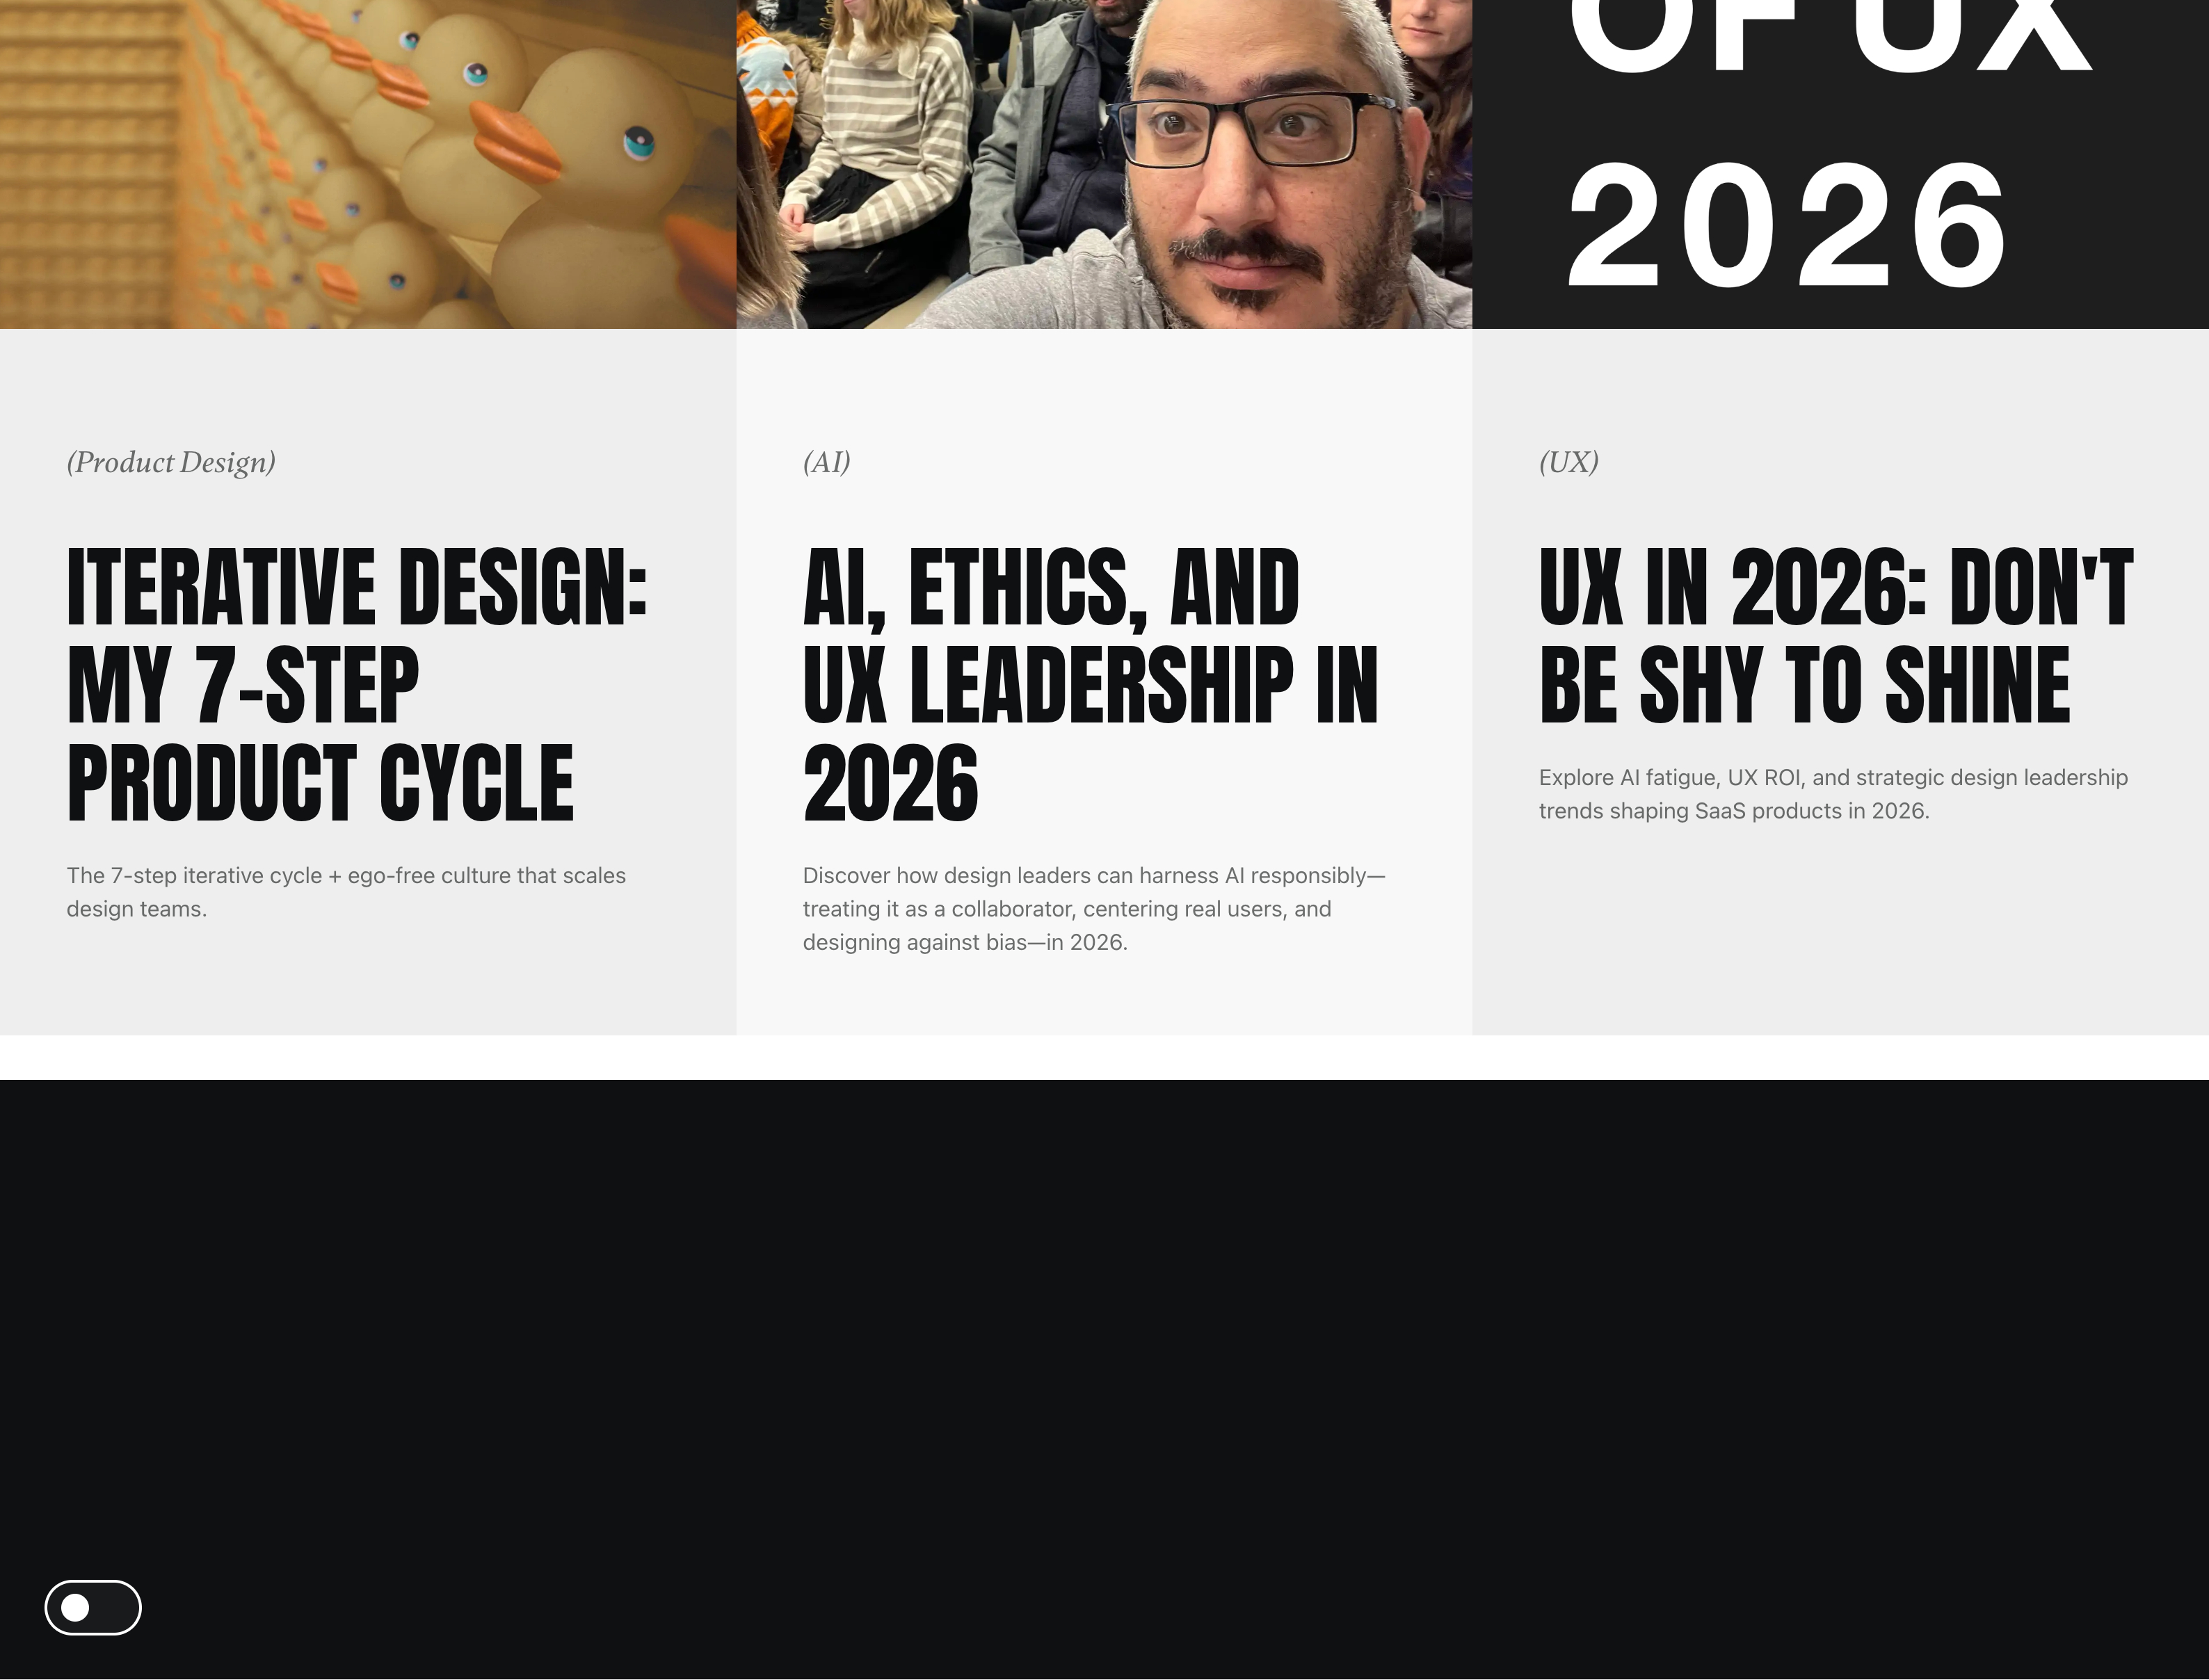 OF UX
2026
(Product Design)
ITERATIVE DESIGN:
MY 7-STEP
PRODUCT CYCLE
The 7-step iterative cycle + ego-free culture that scales
design teams.
(AI)
AI, ETHICS, AND
UX LEADERSHIP IN
2026
Discover how design leaders can harness AI responsibly—
treating it as a collaborator, centering real users, and
designing against bias—in 2026.
(UX)
UX IN 2026: DON'T
BE SHY TO SHINE
Explore AI fatigue, UX ROI, and strategic design leadership
trends shaping SaaS products in 2026.